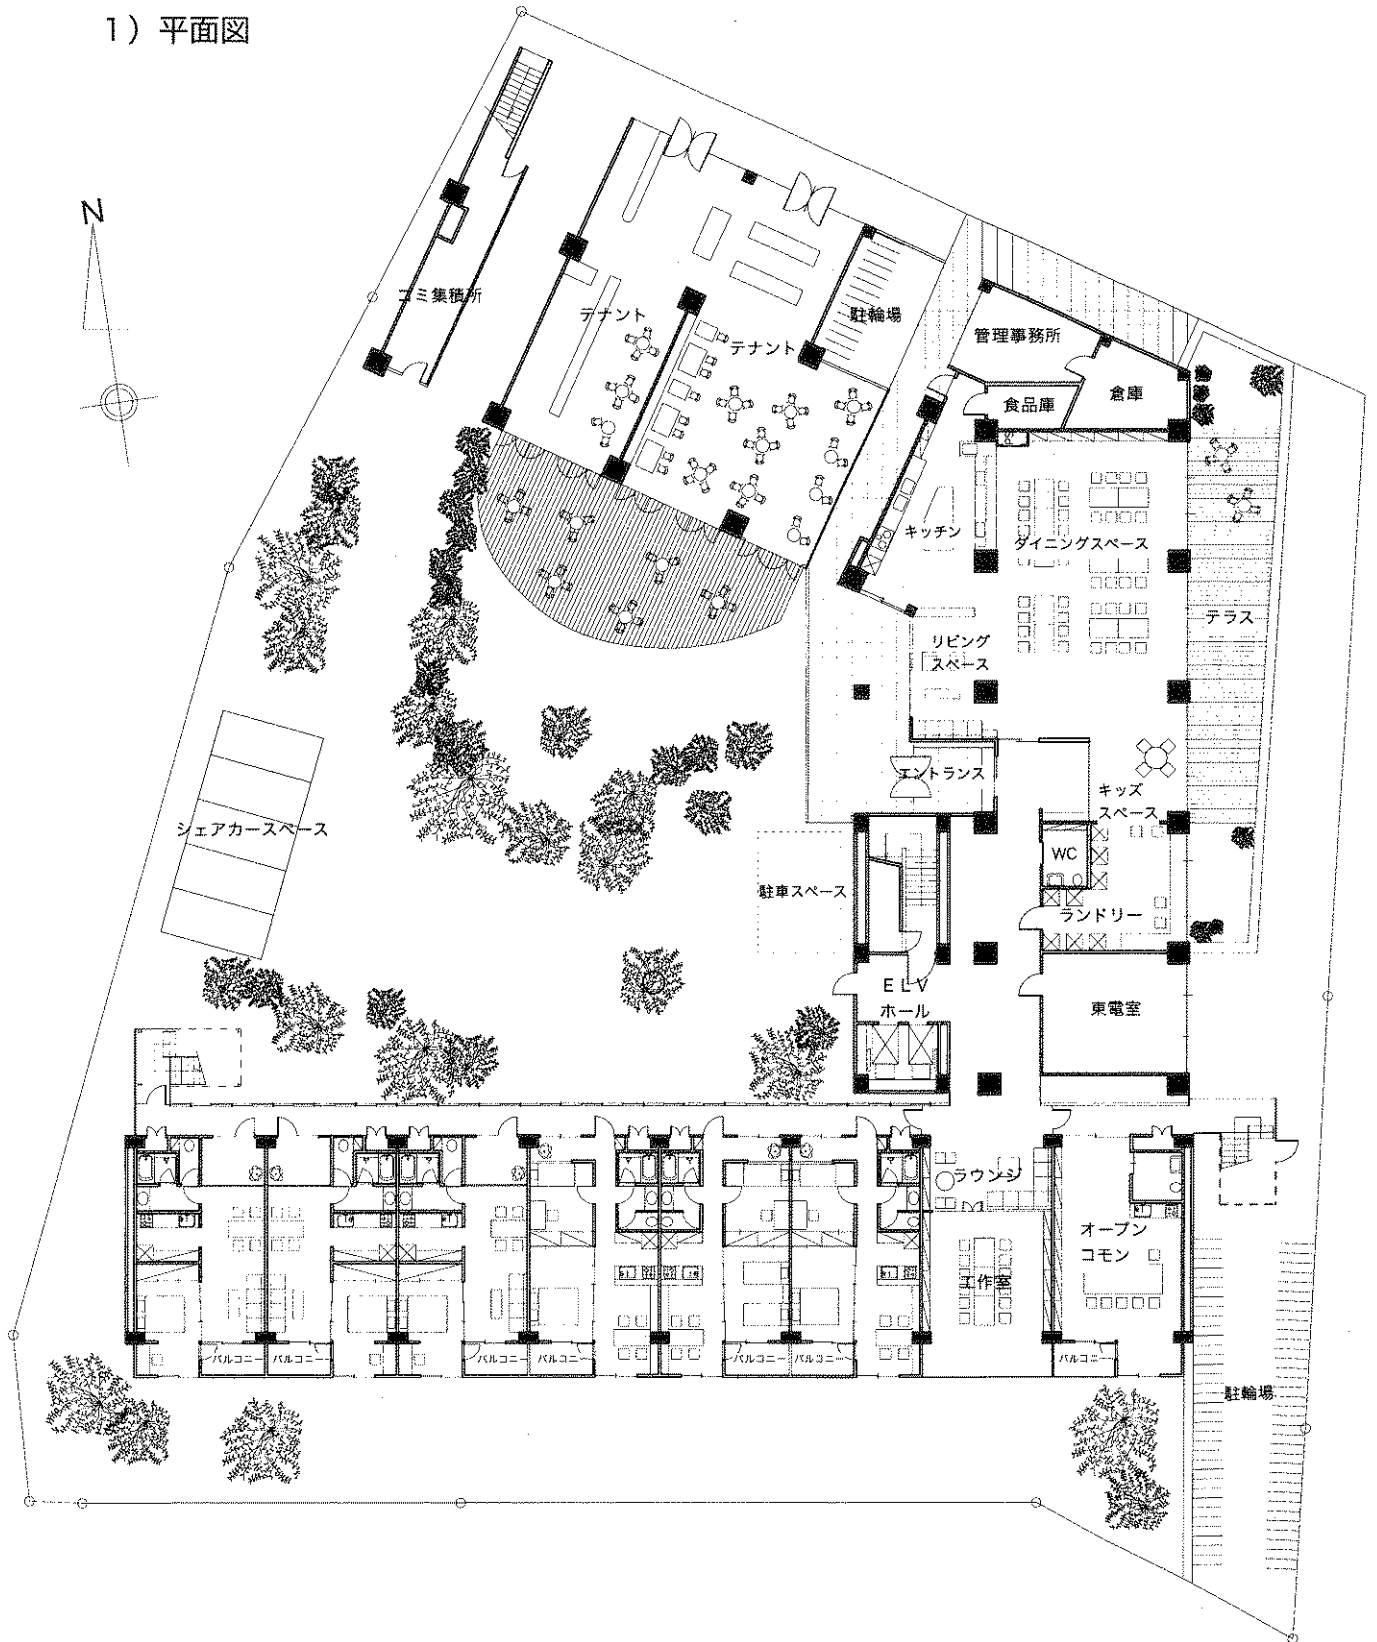 1）平面図
N
ゴミ集積所
テナント
テナント
駐輪場
管理事務所
食品庫
倉庫
キッチン
ダイニングスペース
テラス
リビング
スペース
エントランス
キッズ
スペース
シェアカースペース
駐車スペース
WC
ランドリー
ELV
ホール
東電室
ラウンジ
オープン
コモン
工作室
バルコニー
バルコニー
バルコニー
バルコニー
バルコニー
バルコニー
バルコニー
駐輪場